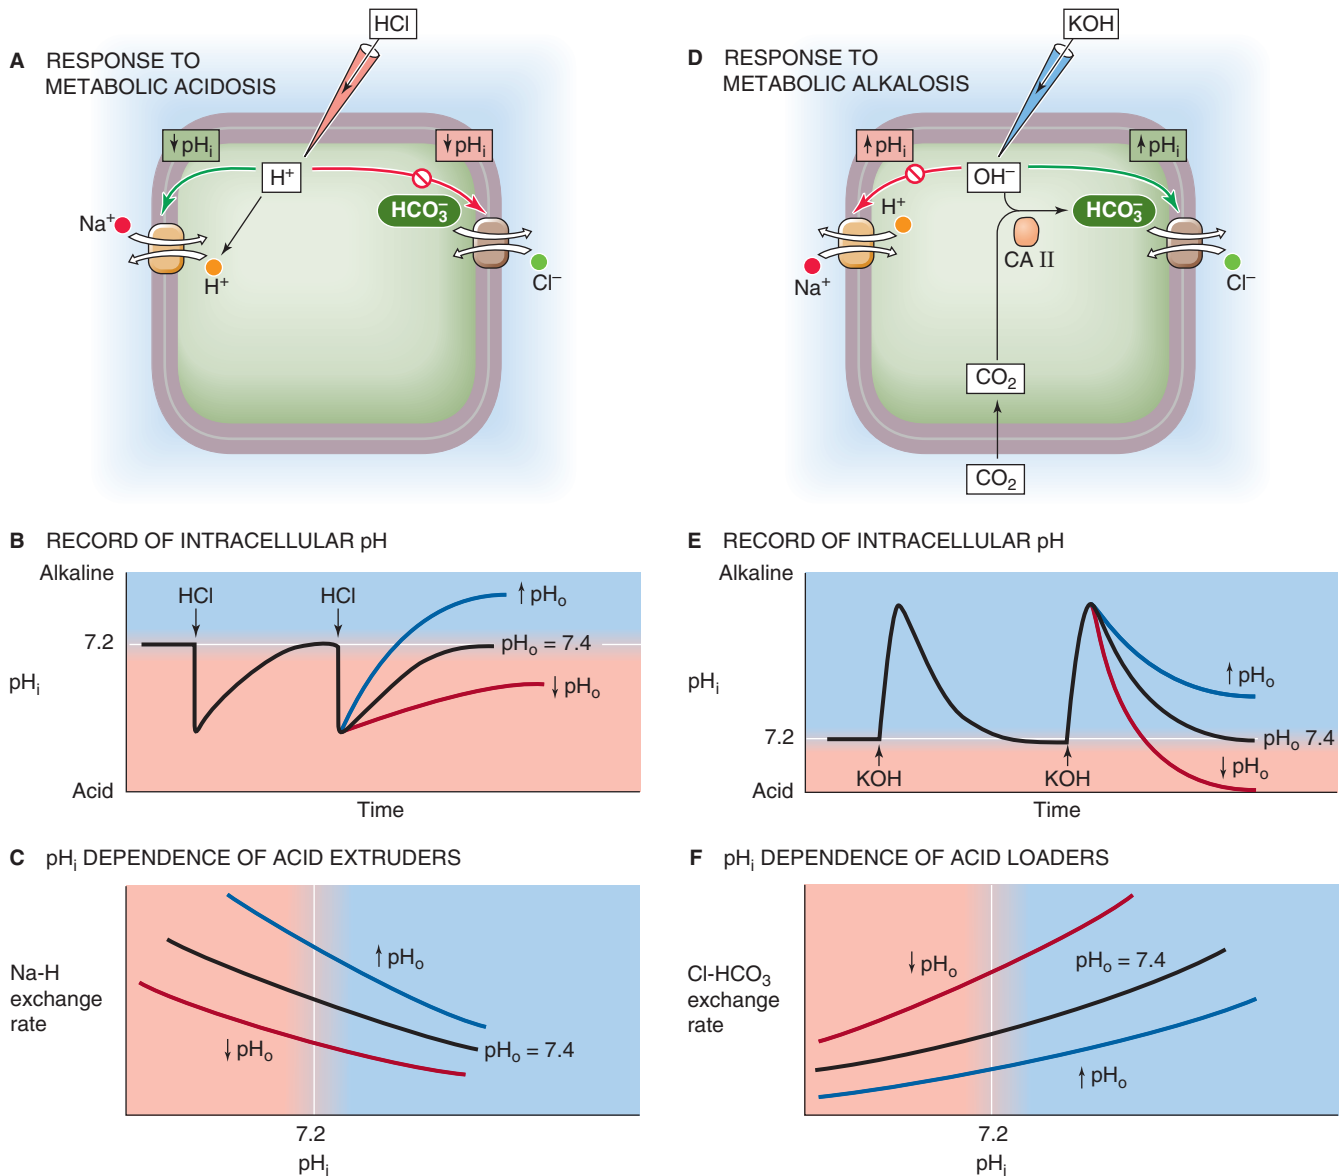 A RESPONSE TO
METABOLIC ACIDOSIS
HCl
↓pHᵢ
↓pHᵢ
H⁺
HCO₃⁻
Na⁺
H⁺
Cl⁻
B RECORD OF INTRACELLULAR pH
Alkaline
HCl
HCl
↑ pHₒ
7.2
pHₒ = 7.4
pHᵢ
↓ pHₒ
Acid
Time
C pHᵢ DEPENDENCE OF ACID EXTRUDERS
↑ pHₒ
Na-H
exchange
rate
↓ pHₒ
pHₒ = 7.4
7.2
pHᵢ
D RESPONSE TO
METABOLIC ALKALOSIS
KOH
↑pHᵢ
↑pHᵢ
OH⁻
H⁺
HCO₃⁻
CA II
Na⁺
Cl⁻
CO₂
CO₂
E RECORD OF INTRACELLULAR pH
Alkaline
↑ pHₒ
pHᵢ
7.2
pHₒ 7.4
KOH
KOH
↓ pHₒ
Acid
Time
F pHᵢ DEPENDENCE OF ACID LOADERS
↓ pHₒ
pHₒ = 7.4
Cl-HCO₃
exchange
rate
↑ pHₒ
7.2
pHᵢ